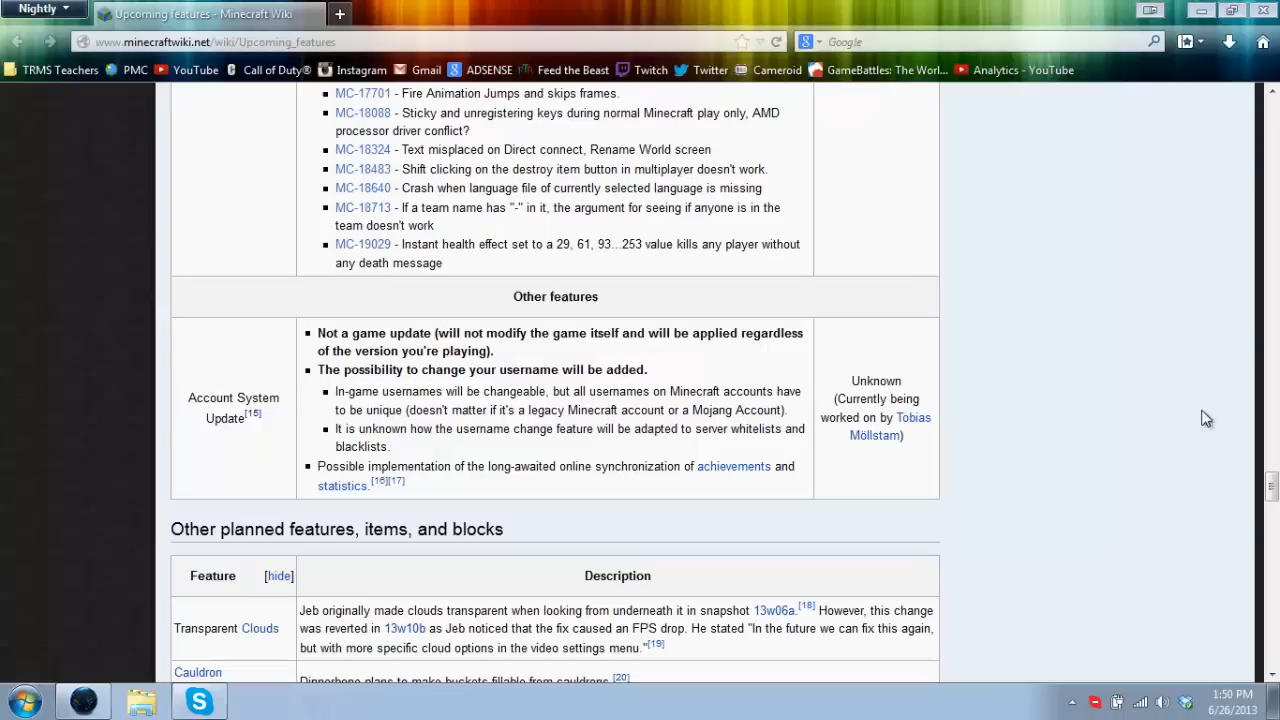 Nightly
Upcoming features - Minecraft Wiki
www.minecraftwiki.net/wiki/Upcoming_features
Google
TRMS Teachers PMC YouTube Call of Duty® Instagram Gmail ADSENSE Feed the Beast Twitch Twitter Cameroid GameBattles: The Worl... Analytics - YouTube
MC-17701 - Fire Animation Jumps and skips frames.
MC-18088 - Sticky and unregistering keys during normal Minecraft play only, AMD
processor driver conflict?
MC-18324 - Text misplaced on Direct connect, Rename World screen
MC-18483 - Shift clicking on the destroy item button in multiplayer doesn't work.
MC-18640 - Crash when language file of currently selected language is missing
MC-18713 - If a team name has "-" in it, the argument for seeing if anyone is in the
team doesn't work
MC-19029 - Instant health effect set to a 29, 61, 93...253 value kills any player without
any death message
Other features
Account System
Update[15]
Not a game update (will not modify the game itself and will be applied regardless
of the version you're playing).
The possibility to change your username will be added.
In-game usernames will be changeable, but all usernames on Minecraft accounts have
to be unique (doesn't matter if it's a legacy Minecraft account or a Mojang Account).
It is unknown how the username change feature will be adapted to server whitelists and
blacklists.
Possible implementation of the long-awaited online synchronization of achievements and
statistics.[16][17]
Unknown
(Currently being
worked on by Tobias
Möllstam)
Other planned features, items, and blocks
Feature [hide] Description
Transparent Clouds
Jeb originally made clouds transparent when looking from underneath it in snapshot 13w06a.[18] However, this change
was reverted in 13w10b as Jeb noticed that the fix caused an FPS drop. He stated "In the future we can fix this again,
but with more specific cloud options in the video settings menu."[19]
Cauldron
Dinnerbone plans to make buckets fillable from cauldrons.[20]
1:50 PM
6/26/2013